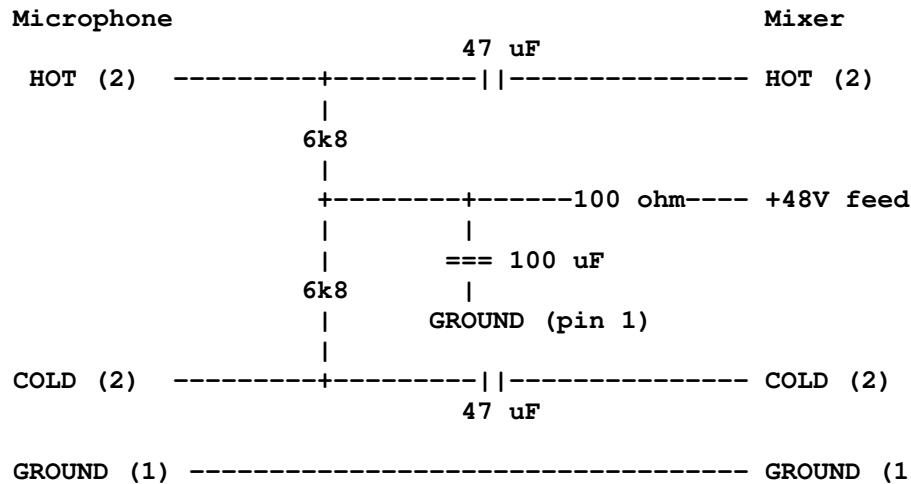 Microphone Mixer
47 uF
HOT (2) ---------+---------||--------------- HOT (2)
|
6k8
|
+--------+------100 ohm---- +48V feed
| |
| === 100 uF
6k8 |
| GROUND (pin 1)
|
COLD (2) ---------+---------||--------------- COLD (2)
47 uF
GROUND (1) ----------------------------------- GROUND (1